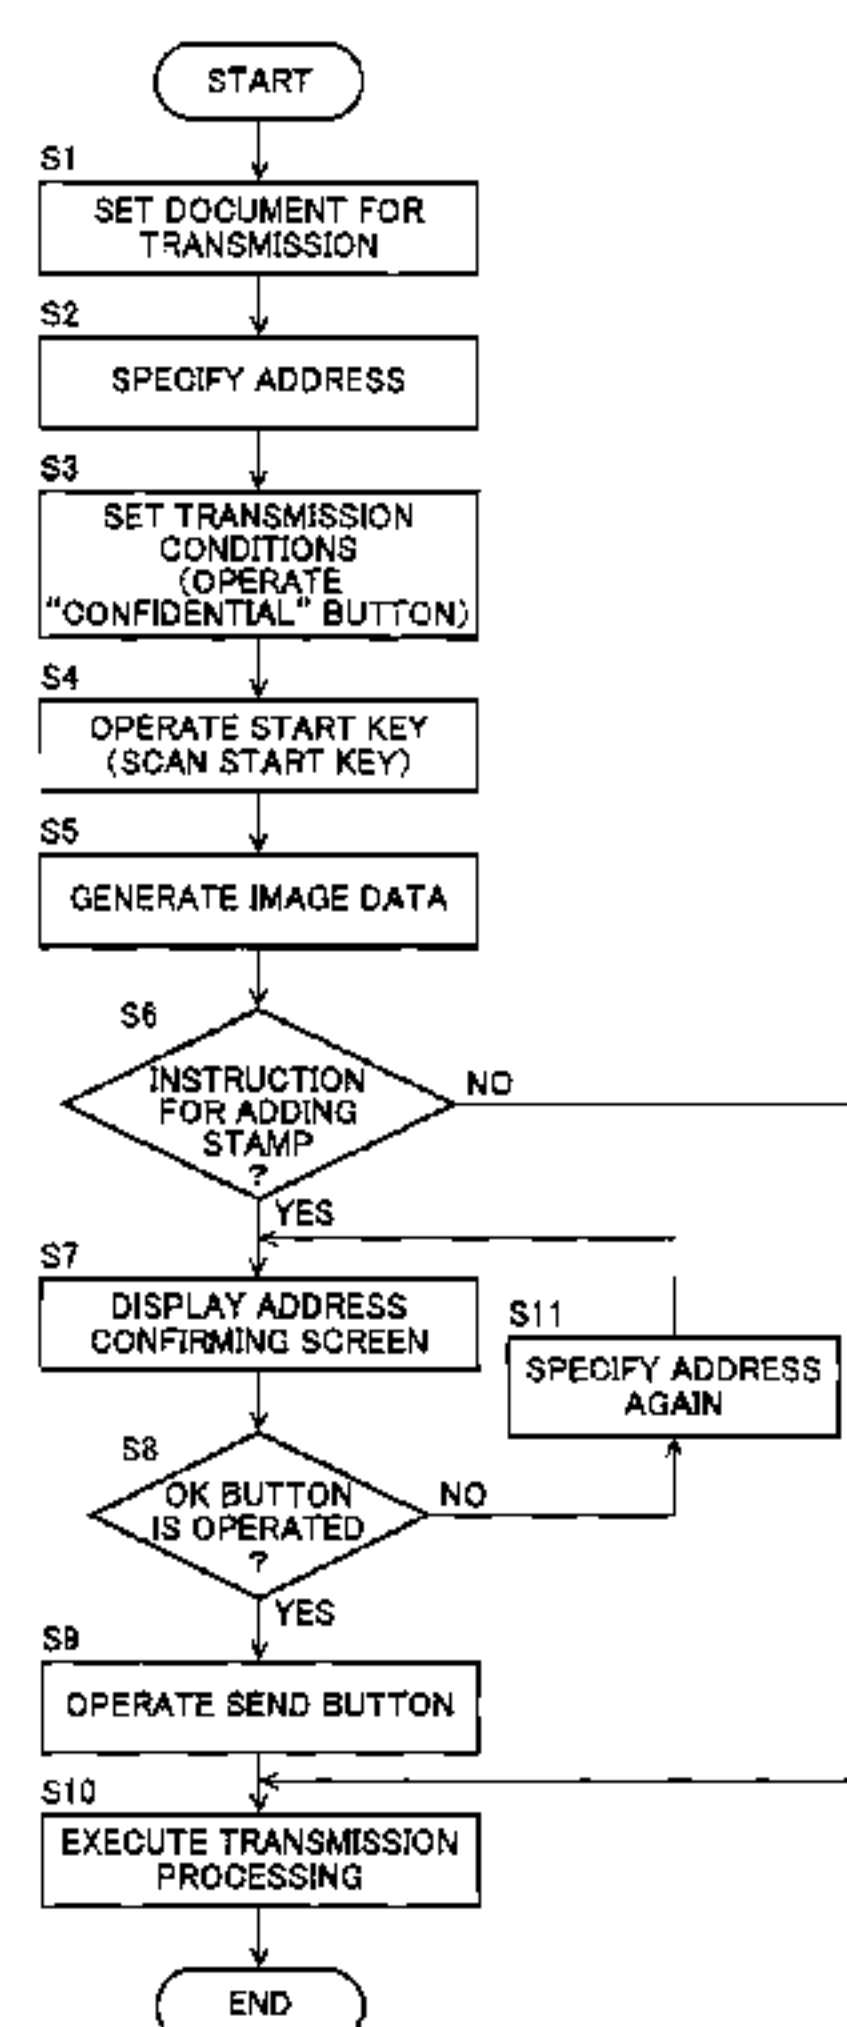 START
S1
SET DOCUMENT FOR
TRANSMISSION
S2
SPECIFY ADDRESS
S3
SET TRANSMISSION
CONDITIONS
(OPERATE
"CONFIDENTIAL" BUTTON)
S4
OPERATE START KEY
(SCAN START KEY)
S5
GENERATE IMAGE DATA
S6
INSTRUCTION
FOR ADDING
STAMP
?
NO
YES
S7
DISPLAY ADDRESS
CONFIRMING SCREEN
S11
SPECIFY ADDRESS
AGAIN
S8
OK BUTTON
IS OPERATED
?
NO
YES
S9
OPERATE SEND BUTTON
S10
EXECUTE TRANSMISSION
PROCESSING
END